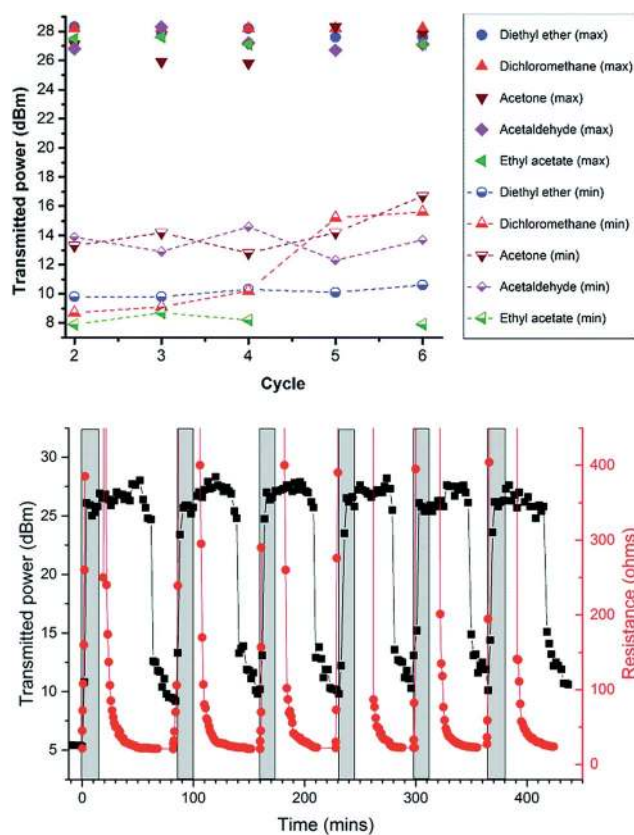 28
26
24
22
20
18
16
14
12
10
8
Transmitted power (dBm)
2 3 4 5 6
Cycle
Diethyl ether (max)
Dichloromethane (max)
Acetone (max)
Acetaldehyde (max)
Ethyl acetate (max)
Diethyl ether (min)
Dichloromethane (min)
Acetone (min)
Acetaldehyde (min)
Ethyl acetate (min)
30
25
20
15
10
5
Transmitted power (dBm)
400
300
200
100
0
Resistance (ohms)
0 100 200 300 400
Time (mins)